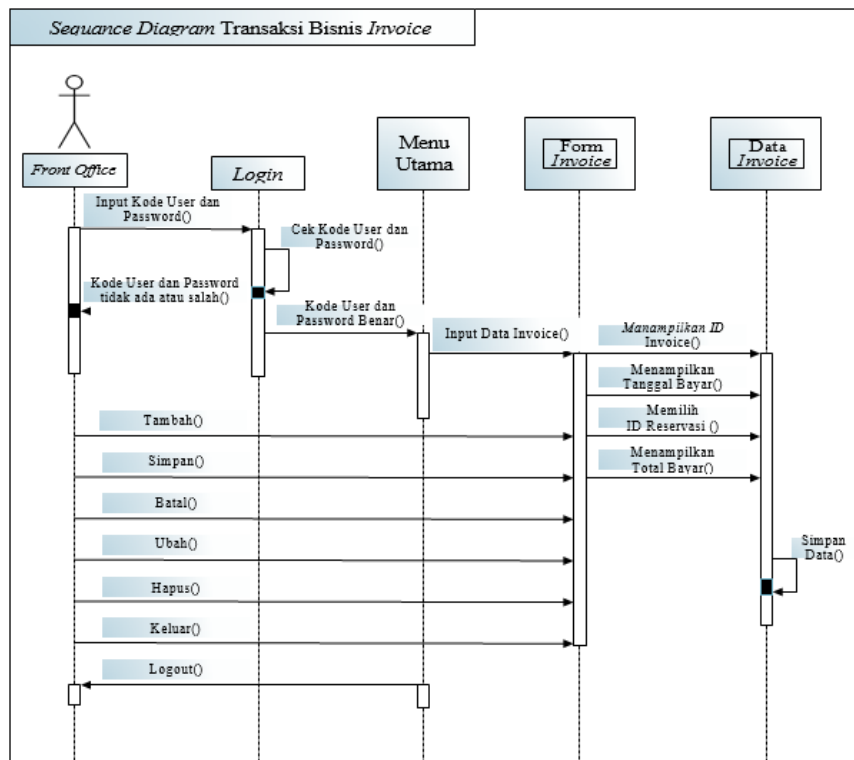 Sequance Diagram Transaksi Bisnis Invoice
Front Office
Login
Menu
Utama
Form
Invoice
Data
Invoice
Input Kode User dan
Password()
Cek Kode User dan
Password()
Kode User dan Password
tidak ada atau salah()
Kode User dan
Password Benar()
Input Data Invoice()
Manampilkan ID
Invoice()
Menampilkan
Tanggal Bayar()
Memilih
ID Reservasi ()
Menampilkan
Total Bayar()
Tambah()
Simpan()
Batal()
Ubah()
Simpan
Data()
Hapus()
Keluar()
Logout()